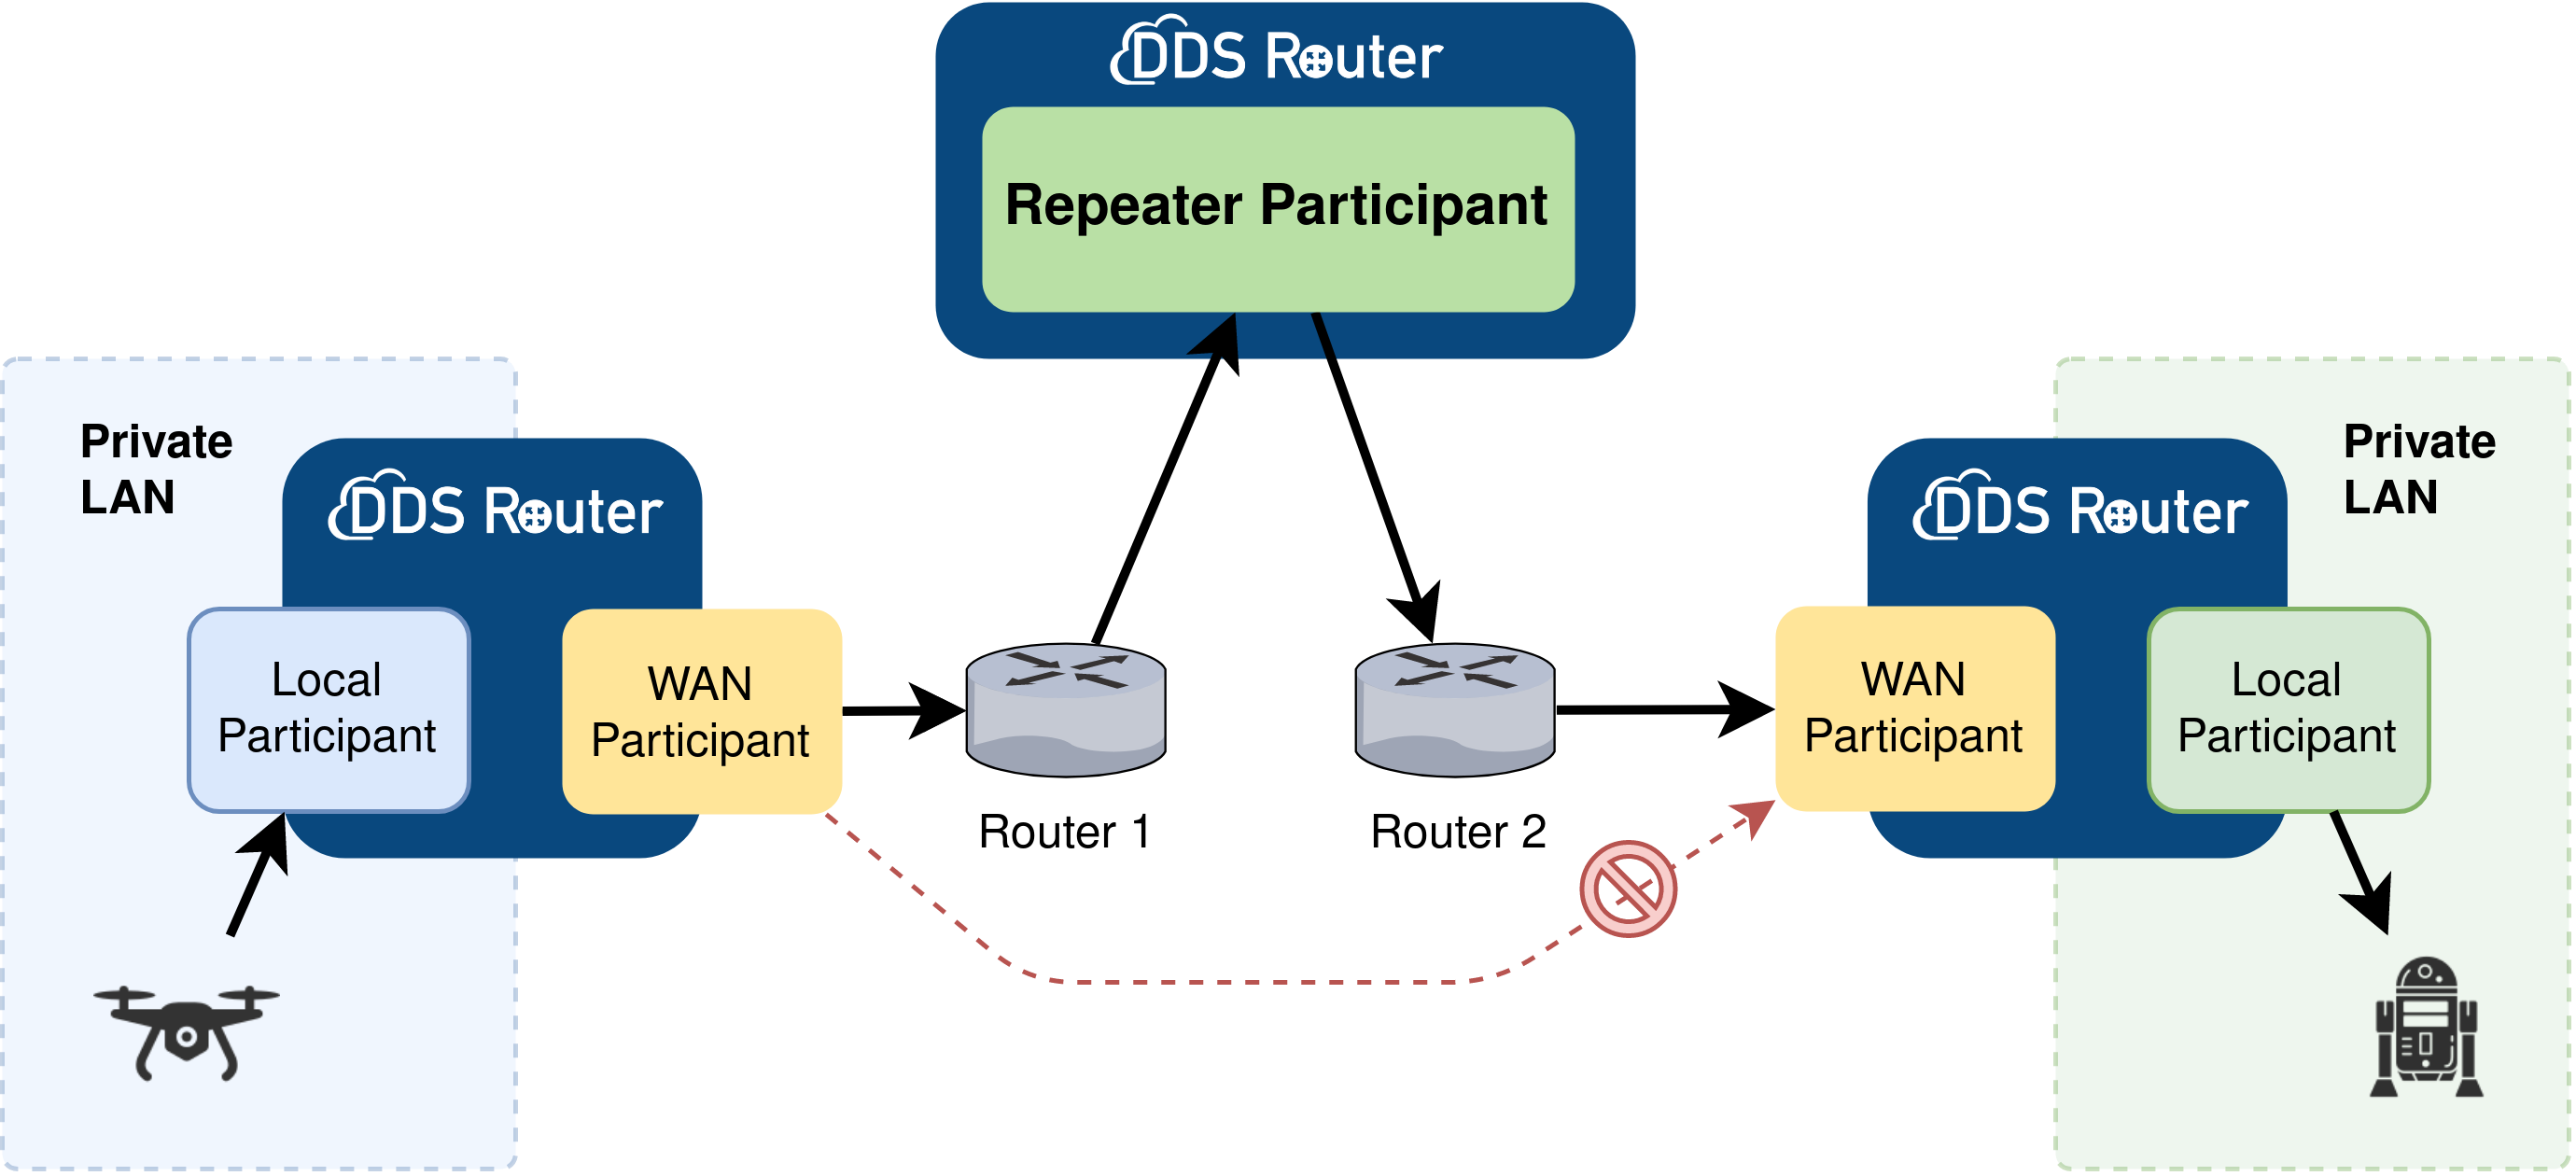 DDS Router
Repeater Participant
Private
LAN
DDS Router
Local
Participant
WAN
Participant
Router 1
Router 2
DDS Router
WAN
Participant
Local
Participant
Private
LAN